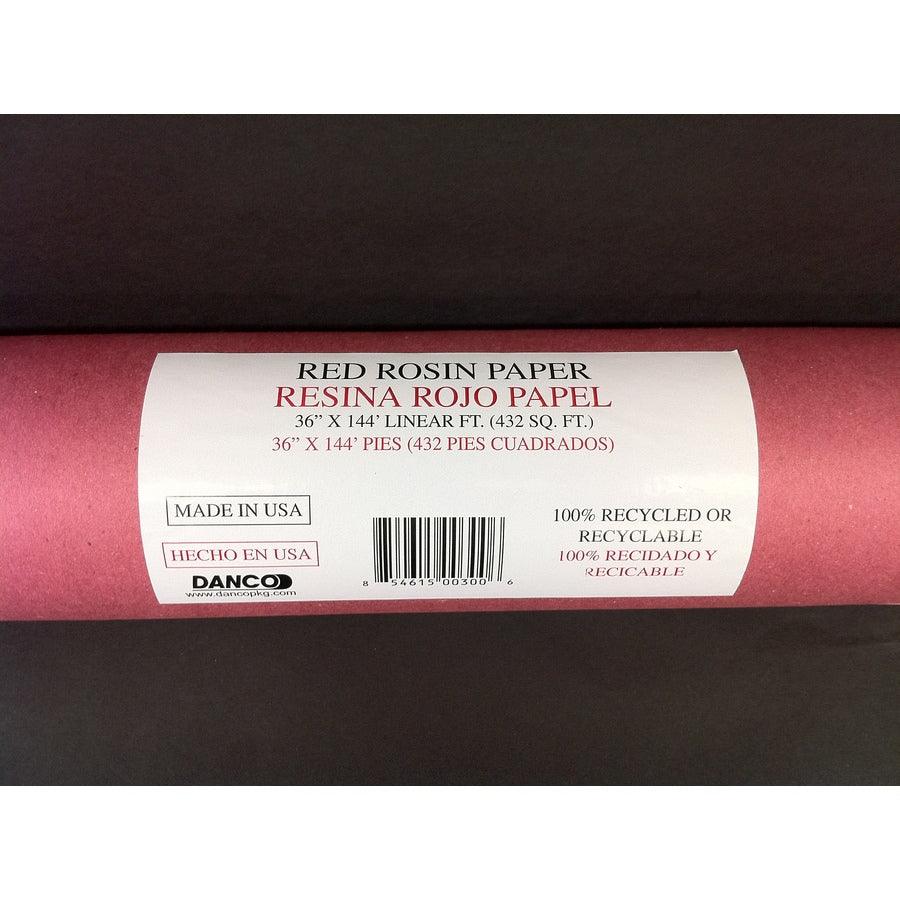 RED ROSIN PAPER
RESINA ROJO PAPEL
36” X 144’ LINEAR FT. (432 SQ. FT.)
36” X 144’ PIES (432 PIES CUADRADOS)
MADE IN USA
HECHO EN USA
DANCO
www.dancopkg.com
8 54615 00300 6
100% RECYCLED OR
RECYCLABLE
100% RECIDADO Y
RECICABLE